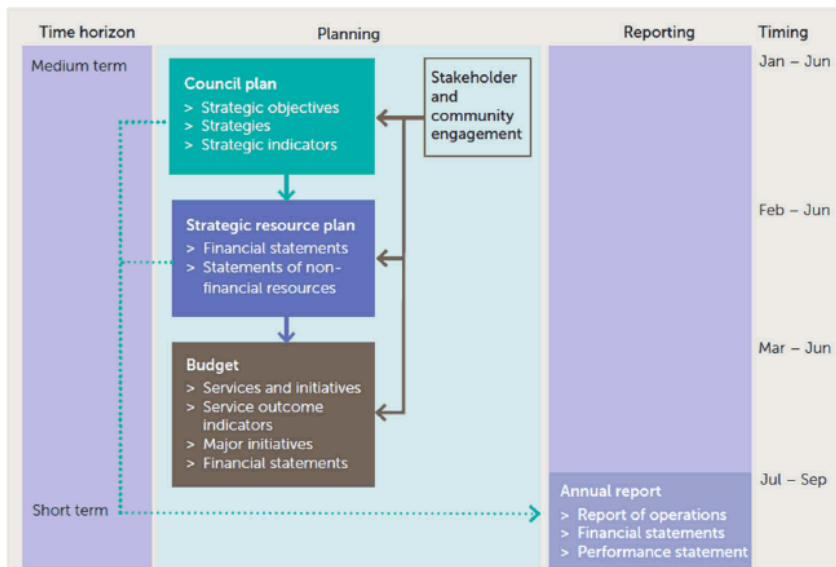 Time horizon
Planning
Reporting
Timing
Medium term
Council plan
> Strategic objectives
> Strategies
> Strategic indicators
Stakeholder
and
community
engagement
Jan – Jun
Strategic resource plan
> Financial statements
> Statements of non-
financial resources
Feb – Jun
Budget
> Services and initiatives
> Service outcome
indicators
> Major initiatives
> Financial statements
Mar – Jun
Short term
Annual report
> Report of operations
> Financial statements
> Performance statement
Jul – Sep